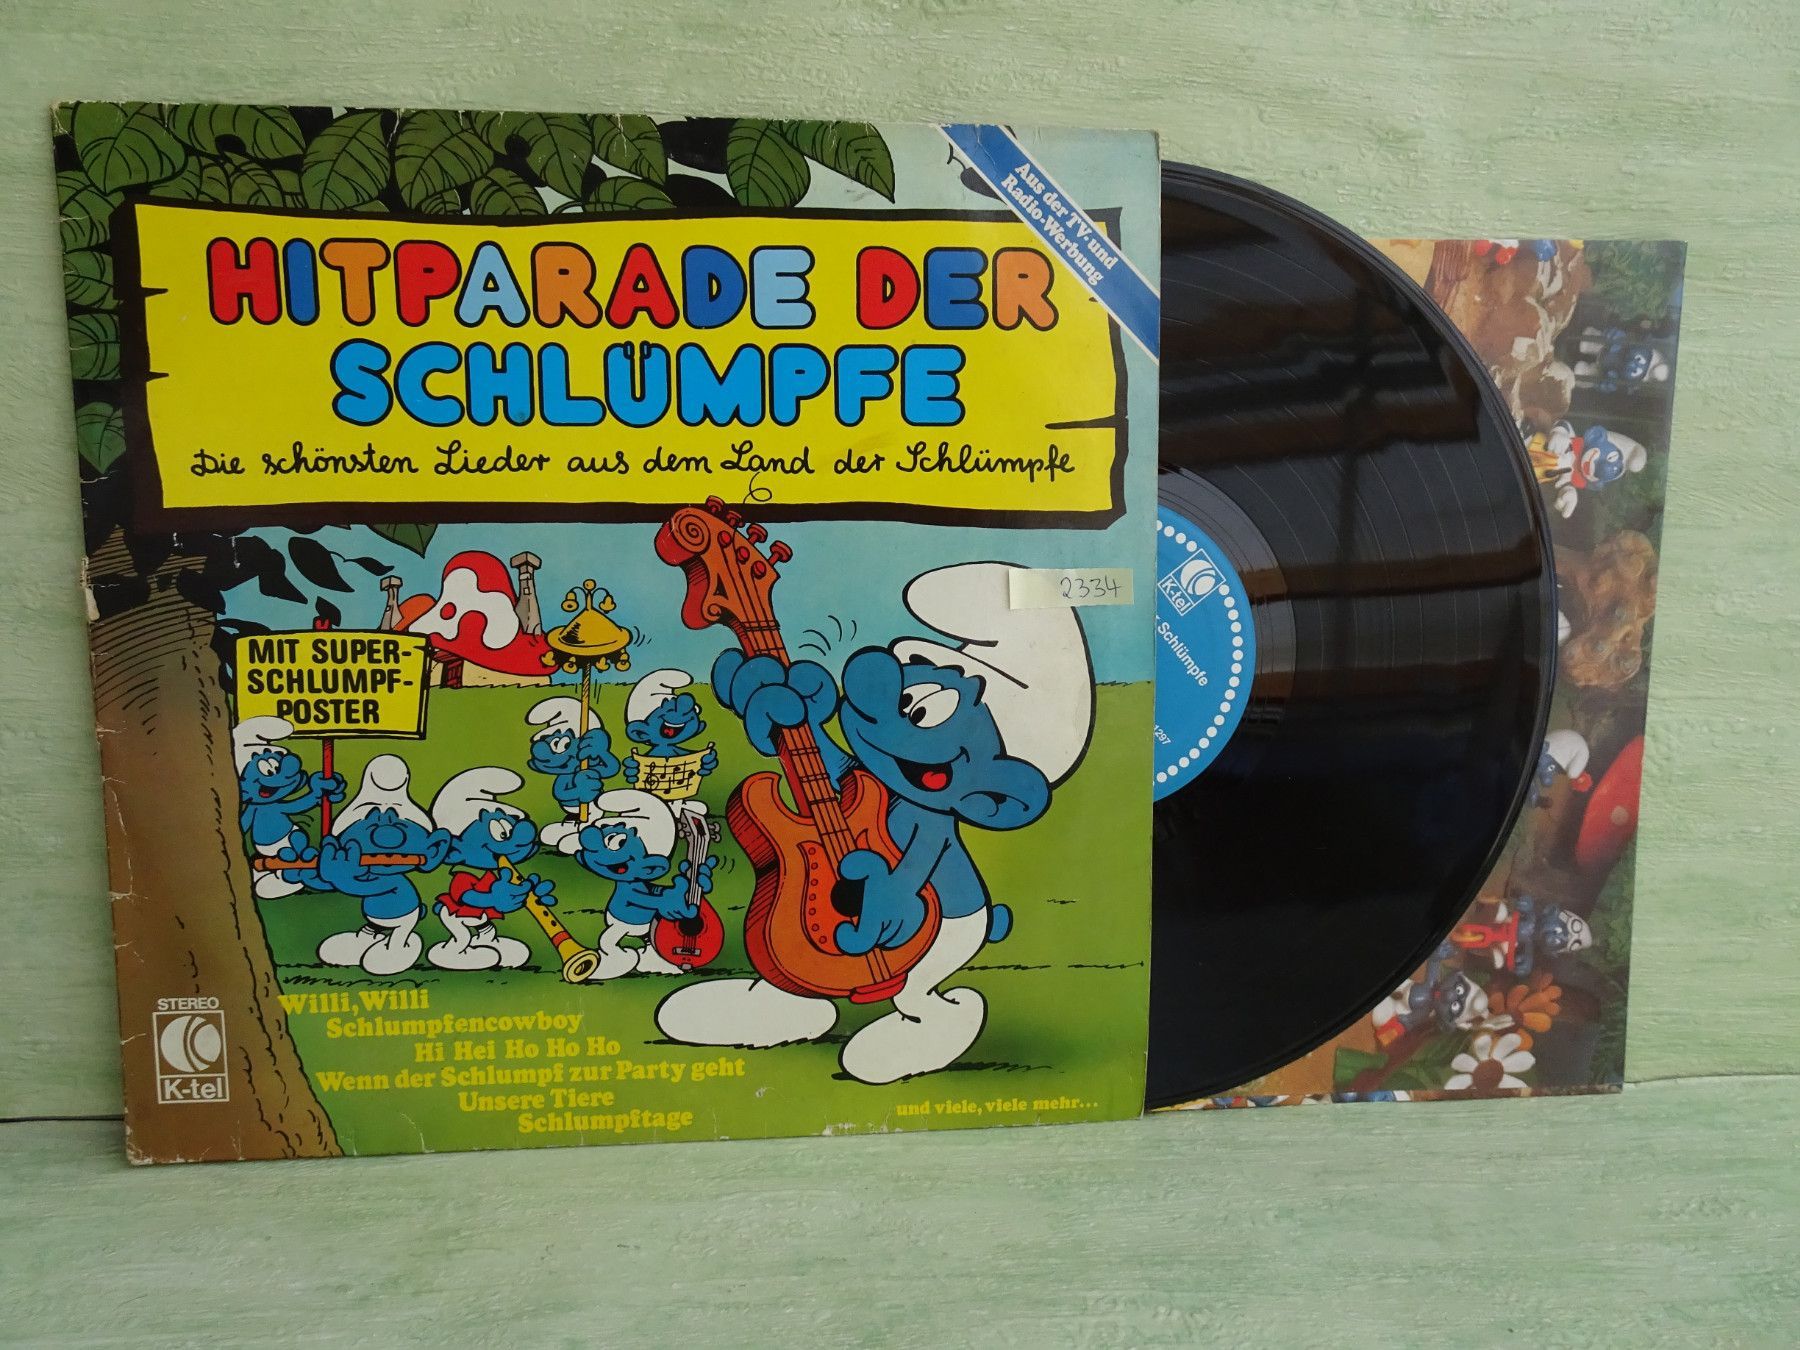 Aus der TV- und
Radio-Werbung
HITPARADE DER
SCHLÜMPFE
Die schönsten Lieder aus dem Land der Schlümpfe
2334
MIT SUPER-
SCHLUMPF-
POSTER
K-tel
Schlümpfe
1297
STEREO
K-tel
Willi, Willi
Schlumpfencowboy
Hi Hei Ho Ho Ho
Wenn der Schlumpf zur Party geht
Unsere Tiere
Schlumpftage
und viele, viele mehr...